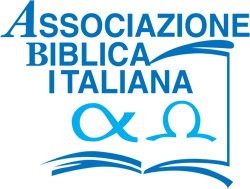 ASSOCIAZIONE
BIBLICA
ITALIANA
α Ω